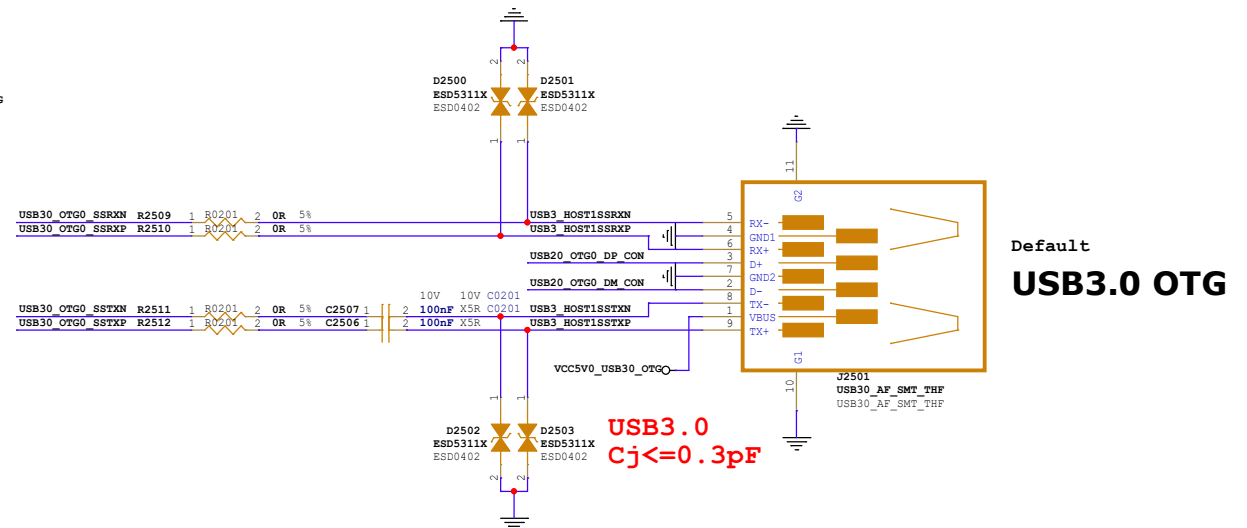 D2500
ESD5311X
ESD0402
D2501
ESD5311X
ESD0402
2
2
1
1
11
G2
USB30_OTG0_SSRXN R2509 1 R0201 2 0R 5% USB3_HOST1SSRXN 5 RX-
4 GND1
USB30_OTG0_SSRXP R2510 1 R0201 2 0R 5% USB3_HOST1SSRXP 6 RX+
USB20_OTG0_DP_CON 3 D+
7 GND2
USB20_OTG0_DM_CON 2 D-
10V 10V C0201
USB30_OTG0_SSTXN R2511 1 R0201 2 0R 5% C2507 1 2 100nF X5R C0201 USB3_HOST1SSTXN 8 TX-
1 VBUS
USB30_OTG0_SSTXP R2512 1 R0201 2 0R 5% C2506 1 2 100nF X5R USB3_HOST1SSTXP 9 TX+
VCC5V0_USB30_OTG
G1
10
J2501
USB30_AF_SMT_THF
USB30_AF_SMT_THF
Default
USB3.0 OTG
1
1
D2502
ESD5311X
ESD0402
D2503
ESD5311X
ESD0402
2
2
USB3.0
Cj<=0.3pF